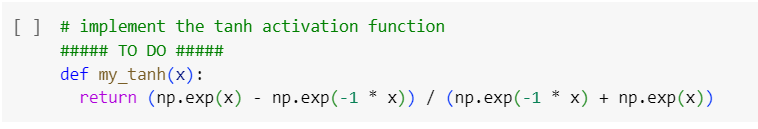 [ ] # implement the tanh activation function
##### TO DO #####
def my_tanh(x):
  return (np.exp(x) - np.exp(-1 * x)) / (np.exp(-1 * x) + np.exp(x))